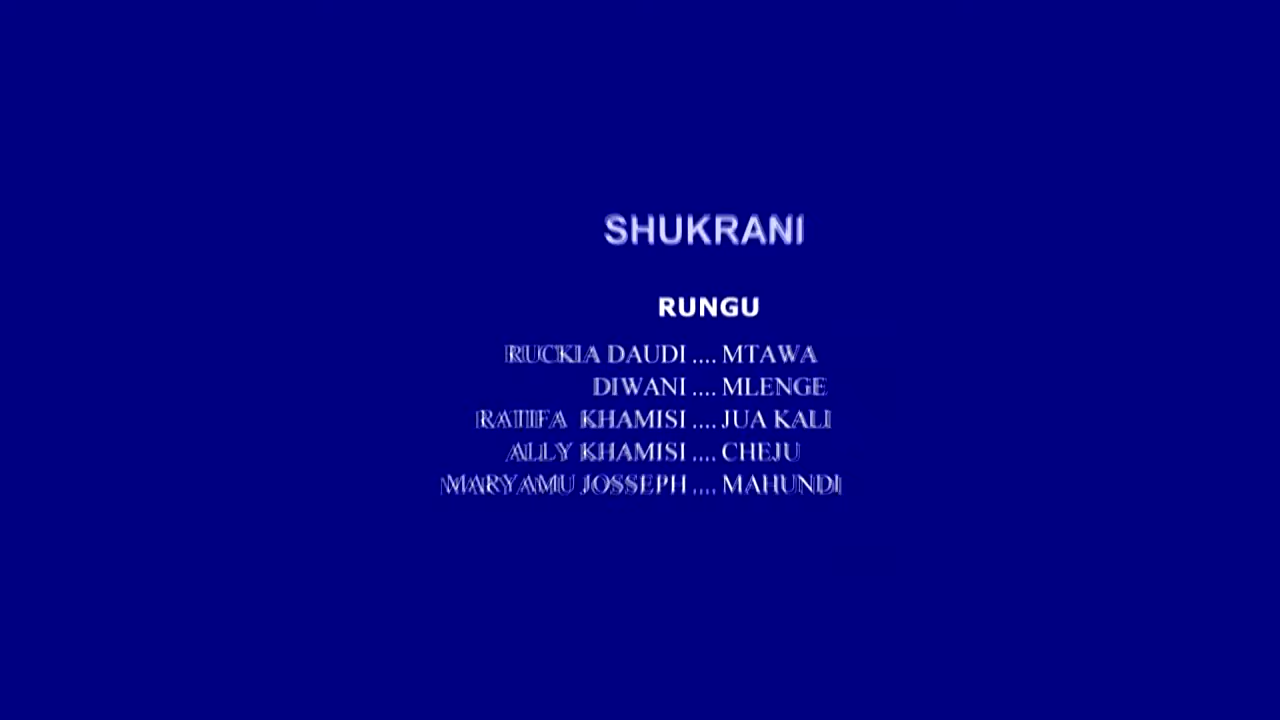 SHUKRANI
RUNGU
RUCKIA DAUDI .... MTAWA
DIWANI .... MLENGE
RATIFA KHAMISI .... JUA KALI
ALLY KHAMISI .... CHEJU
MARYAMU JOSSEPH .... MAHUNDI